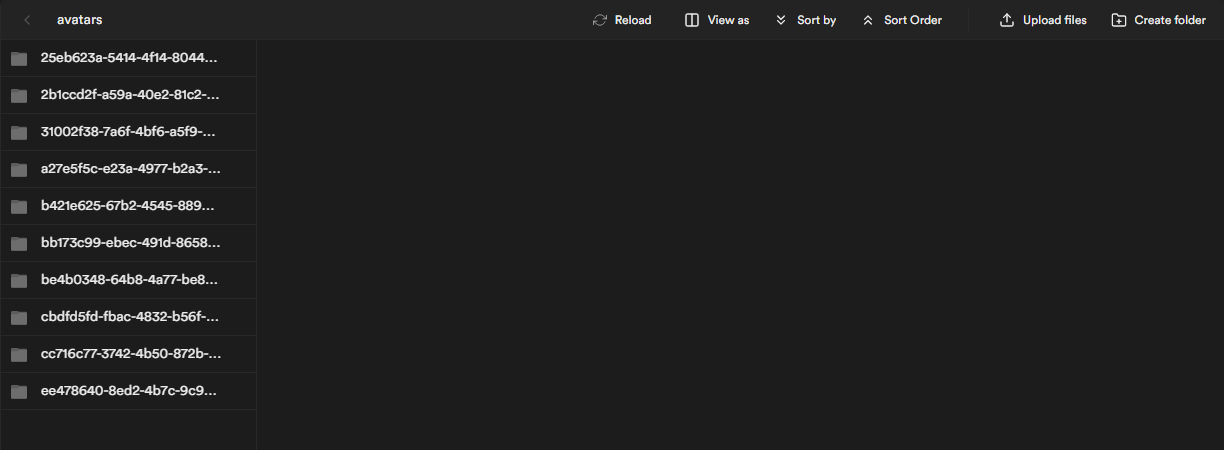 avatars Reload View as Sort by Sort Order Upload files Create folder
25eb623a-5414-4f14-8044...
2b1ccd2f-a59a-40e2-81c2-...
31002f38-7a6f-4bf6-a5f9-...
a27e5f5c-e23a-4977-b2a3-...
b421e625-67b2-4545-889...
bb173c99-ebec-491d-8658...
be4b0348-64b8-4a77-be8...
cbdfd5fd-fbac-4832-b56f-...
cc716c77-3742-4b50-872b-...
ee478640-8ed2-4b7c-9c9...